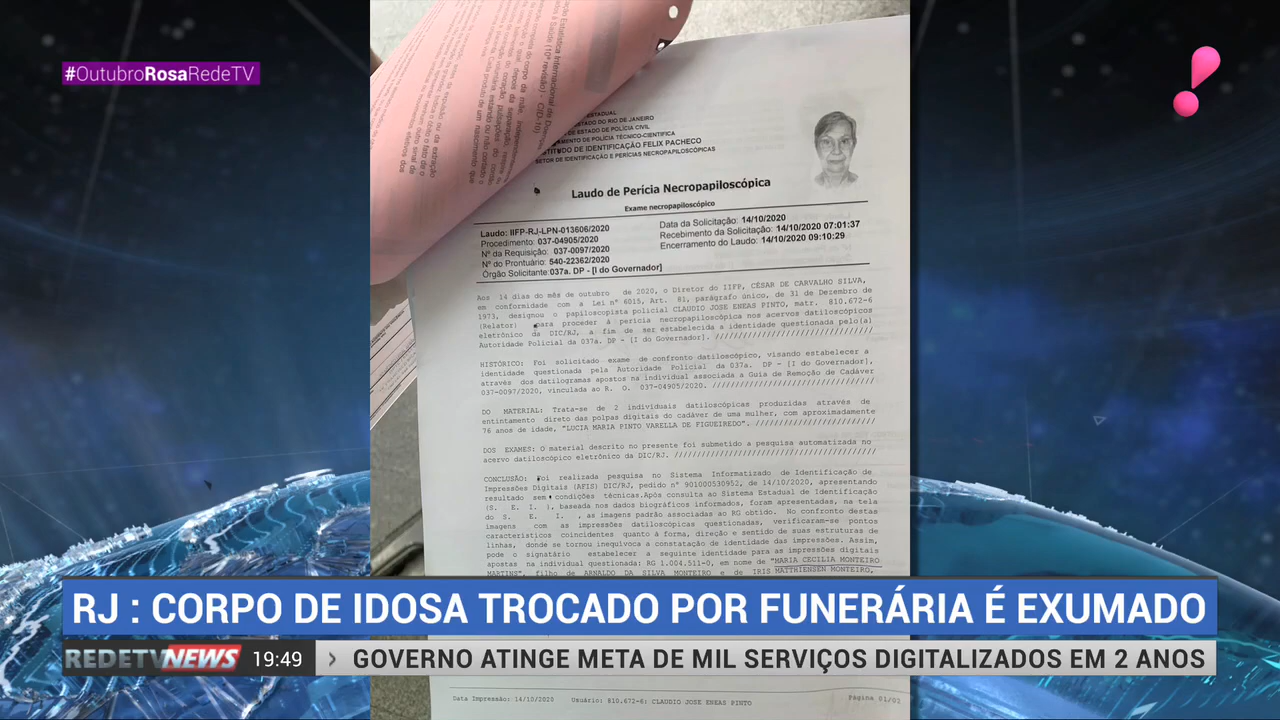 #OutubroRosaRedeTV
ESTADUAL
ESTADO DO RIO DE JANEIRO
DE ESTADO DE POLÍCIA CIVIL
DE POLÍCIA TÉCNICO-CIENTÍFICA
DE IDENTIFICAÇÃO FELIX PACHECO
SETOR DE IDENTIFICAÇÃO E PERÍCIAS NECROPAPILOSCÓPICAS
Laudo de Perícia Necropapiloscópica
Exame necropapiloscópico
Laudo: IIFP-RJ-LPN-013606/2020
Procedimento: 037-04905/2020
Nº da Requisição: 037-0097/2020
Nº do Prontuário: 540-22362/2020
Órgão Solicitante: 037a. DP - [I do Governador]
Data da Solicitação: 14/10/2020
Recebimento da Solicitação: 14/10/2020 07:01:37
Encerramento do Laudo: 14/10/2020 09:10:29
Aos 14 dias do mês de outubro de 2020, o Diretor do IIFP, CÉSAR DE CARVALHO SILVA,
em conformidade com a Lei nº 6015, Art. 81, parágrafo único, de 31 de Dezembro de
1973, designou o papiloscopista policial CLAUDIO JOSE ENEAS PINTO, matr. 810.672-6
(Relator) para proceder à perícia necropapiloscópica nos acervos datiloscópicos
eletrônico da DIC/RJ, a fim de ser estabelecida a identidade questionada pelo(a)
Autoridade Policial da 037a. DP - [I do Governador]. //////////////////////////////
HISTÓRICO: Foi solicitado exame de confronto datiloscópico, visando estabelecer a
identidade questionada pela Autoridade Policial da 037a. DP - [I do Governador],
através dos datilogramas apostos na individual associada a Guia de Remoção de Cadáver
037-0097/2020, vinculada ao R. O. 037-04905/2020. //////////////////////////////
DO MATERIAL: Trata-se de 2 individuais datiloscópicas produzidas através de
entintamento direto das polpas digitais do cadáver de uma mulher, com aproximadamente
76 anos de idade, "LUCIA MARIA PINTO VARELLA DE FIGUEIREDO". //////////////////////
DOS EXAMES: O material descrito no presente foi submetido a pesquisa automatizada no
acervo datiloscópico eletrônico da DIC/RJ. //////////////////////////////////////
CONCLUSÃO: Foi realizada pesquisa no Sistema Informatizado de Identificação de
Impressões Digitais (AFIS) DIC/RJ, pedido nº 901000530952, de 14/10/2020, apresentando
resultado sem condições técnicas.Após consulta ao Sistema Estadual de Identificação
(S. E. I.), baseada nos dados biográficos informados, foram apresentadas, na tela
do S. E. I. , as imagens padrão associadas ao RG obtido. No confronto destas
imagens com as impressões datiloscópicas questionadas, verificaram-se pontos
característicos coincidentes quanto à forma, direção e sentido de suas estruturas de
linhas, donde se tornou inequívoca a constatação de identidade das impressões. Assim,
pode o signatário estabelecer a seguinte identidade para as impressões digitais
apostas na individual questionada: RG 1.004.511-0, em nome de "MARIA CECILIA MONTEIRO
MARTINS", filho de ARNALDO DA SILVA MONTEIRO e de IRIS MATTHIENSEN MONTEIRO,
RJ : CORPO DE IDOSA TROCADO POR FUNERÁRIA É EXUMADO
REDETV NEWS 19:49 › GOVERNO ATINGE META DE MIL SERVIÇOS DIGITALIZADOS EM 2 ANOS
Data Impressão: 14/10/2020 Usuário: 810.672-6: CLAUDIO JOSE ENEAS PINTO Página 01/01